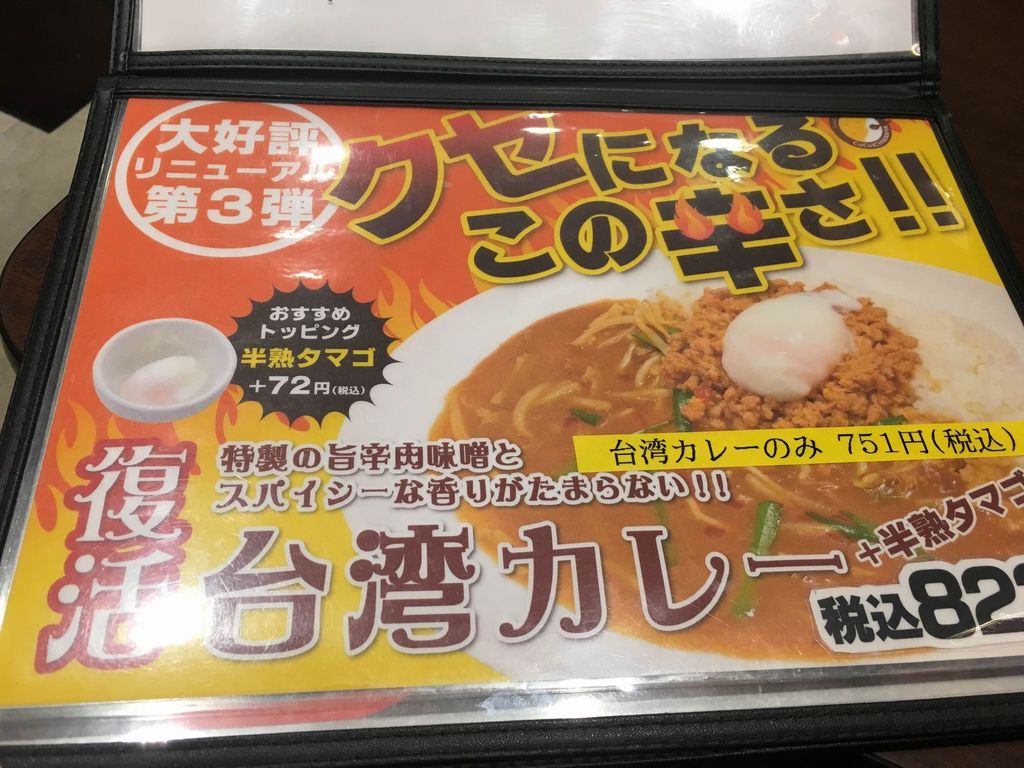 大好評
リニューアル
第3弾
クセになる
この辛さ!!
おすすめ
トッピング
半熟タマゴ
+72円(税込)
特製の旨辛肉味噌と
スパイシーな香りがたまらない!!
台湾カレーのみ 751円(税込)
復活
台湾カレー
+半熟タマゴ
税込82